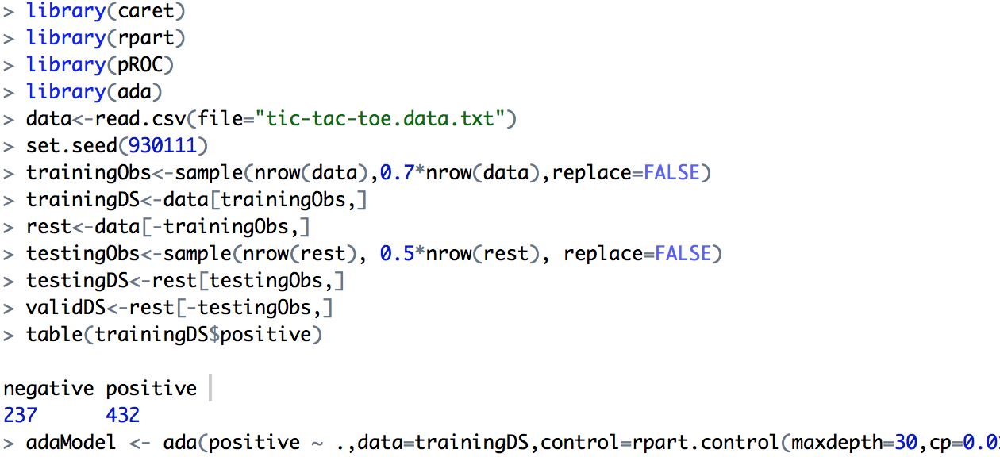 > library(caret)
> library(rpart)
> library(pROC)
> library(ada)
> data<-read.csv(file="tic-tac-toe.data.txt")
> set.seed(930111)
> trainingObs<-sample(nrow(data),0.7*nrow(data),replace=FALSE)
> trainingDS<-data[trainingObs,]
> rest<-data[-trainingObs,]
> testingObs<-sample(nrow(rest), 0.5*nrow(rest), replace=FALSE)
> testingDS<-rest[testingObs,]
> validDS<-rest[-testingObs,]
> table(trainingDS$positive)
negative positive
237 432
> adaModel <- ada(positive ~ .,data=trainingDS,control=rpart.control(maxdepth=30,cp=0.0